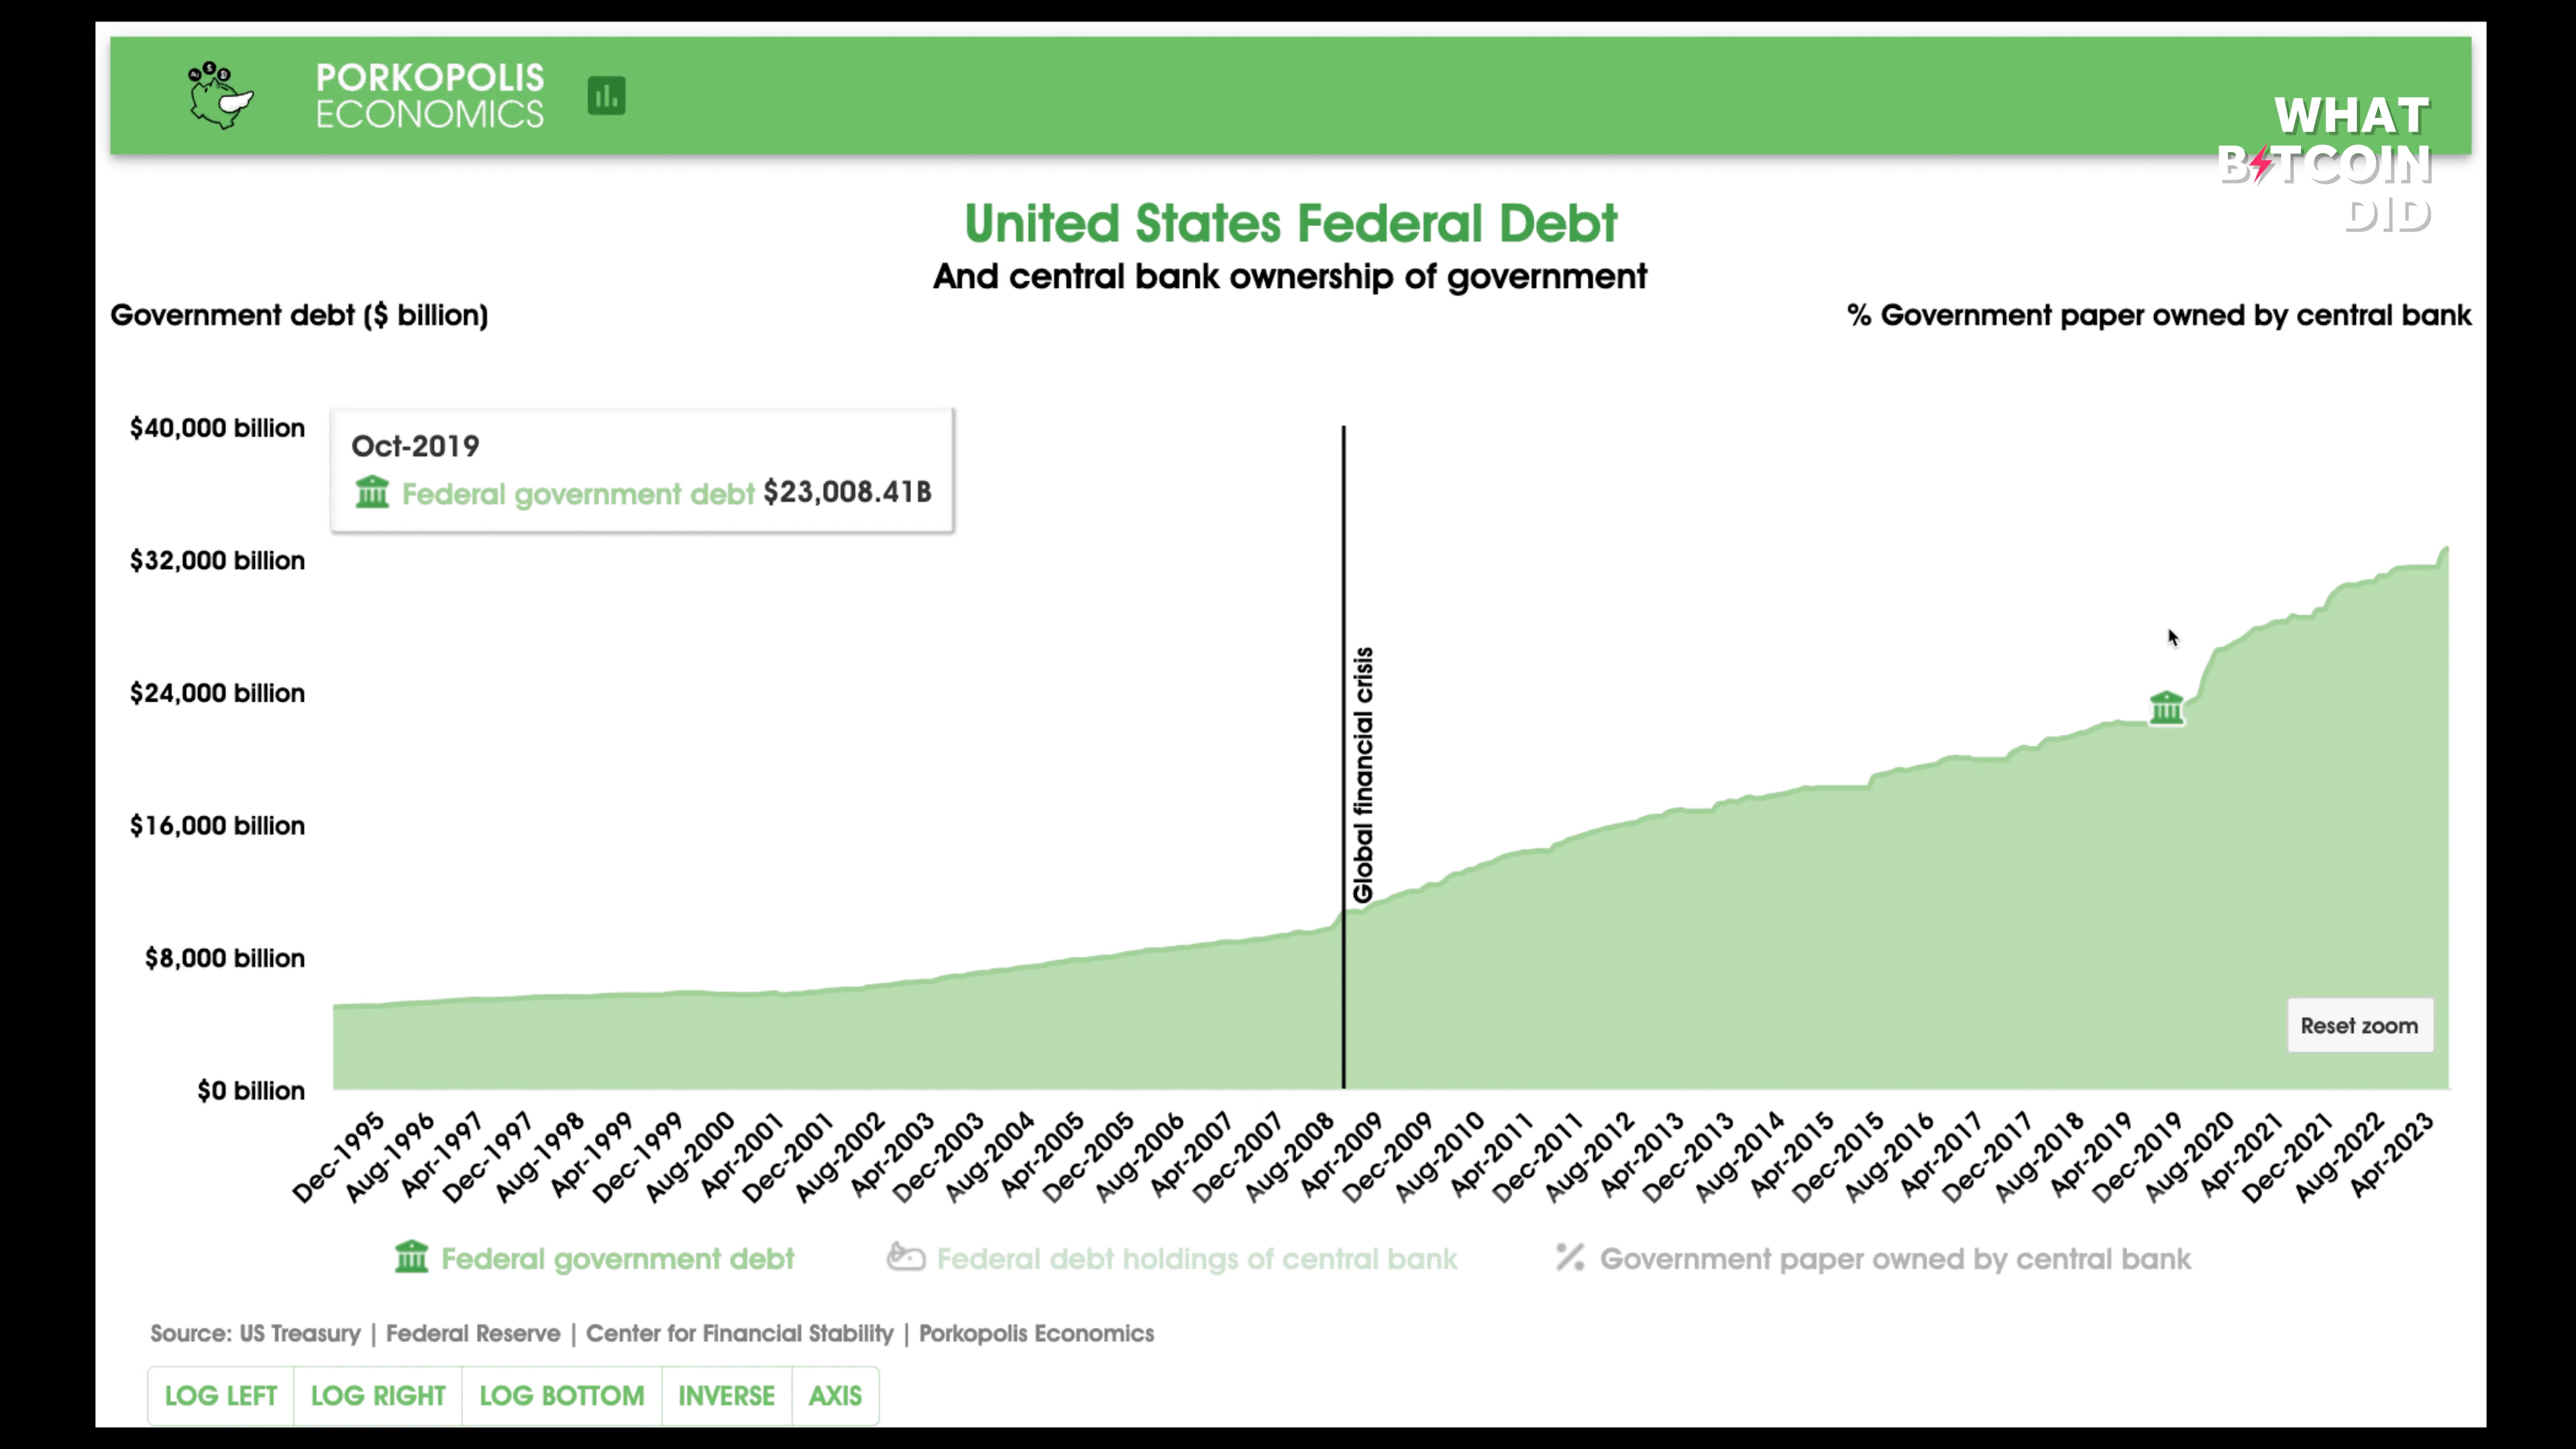 PORKOPOLIS
ECONOMICS
WHAT
BTCOIN
DID
United States Federal Debt
And central bank ownership of government
Government debt ($ billion)
% Government paper owned by central bank
$40,000 billion
Oct-2019
Federal government debt $23,008.41B
$32,000 billion
$24,000 billion
$16,000 billion
$8,000 billion
$0 billion
Global financial crisis
Reset zoom
Dec-1995
Aug-1996
Apr-1997
Dec-1997
Aug-1998
Apr-1999
Dec-1999
Aug-2000
Apr-2001
Dec-2001
Aug-2002
Apr-2003
Dec-2003
Aug-2004
Apr-2005
Dec-2005
Aug-2006
Apr-2007
Dec-2007
Aug-2008
Apr-2009
Dec-2009
Aug-2010
Apr-2011
Dec-2011
Aug-2012
Apr-2013
Dec-2013
Aug-2014
Apr-2015
Dec-2015
Aug-2016
Apr-2017
Dec-2017
Aug-2018
Apr-2019
Dec-2019
Aug-2020
Apr-2021
Dec-2021
Aug-2022
Apr-2023
Federal government debt
Federal debt holdings of central bank
% Government paper owned by central bank
Source: US Treasury | Federal Reserve | Center for Financial Stability | Porkopolis Economics
LOG LEFT
LOG RIGHT
LOG BOTTOM
INVERSE
AXIS